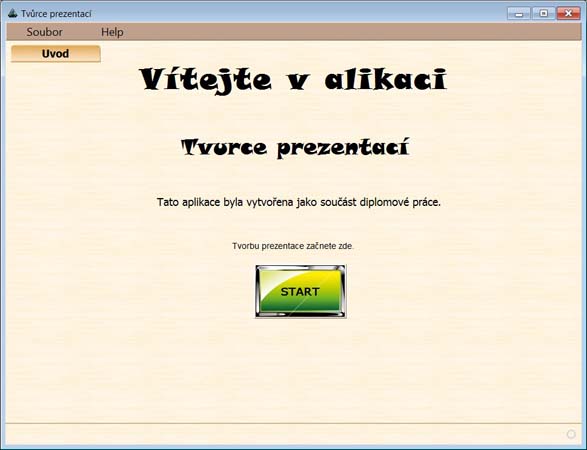 Tvůrce prezentací
Soubor Help
Uvod
Vítejte v alikaci
Tvurce prezentací
Tato aplikace byla vytvořena jako součást diplomové práce.
Tvorbu prezentace začnete zde.
START